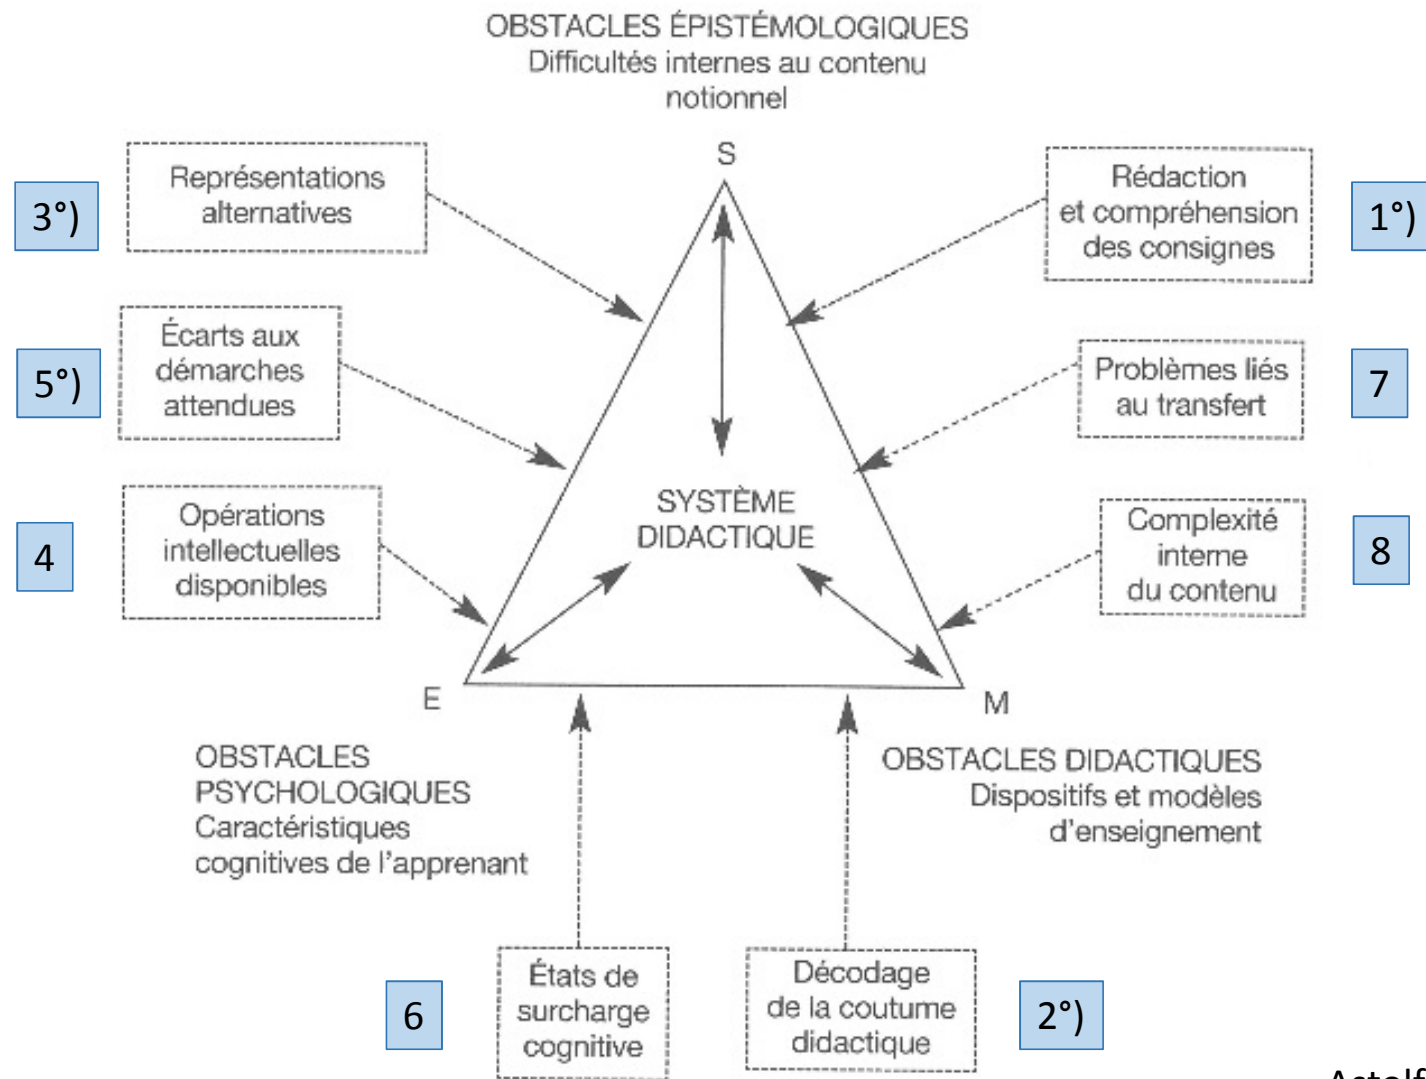 OBSTACLES ÉPISTÉMOLOGIQUES
Difficultés internes au contenu
notionnel
S
3°)
Représentations
alternatives
Rédaction
et compréhension
des consignes
1°)
5°)
Écarts aux
démarches
attendues
Problèmes liés
au transfert
7
4
Opérations
intellectuelles
disponibles
SYSTÈME
DIDACTIQUE
Complexité
interne
du contenu
8
E
M
OBSTACLES
PSYCHOLOGIQUES
Caractéristiques
cognitives de l'apprenant
OBSTACLES DIDACTIQUES
Dispositifs et modèles
d'enseignement
6
États de
surcharge
cognitive
Décodage
de la coutume
didactique
2°)